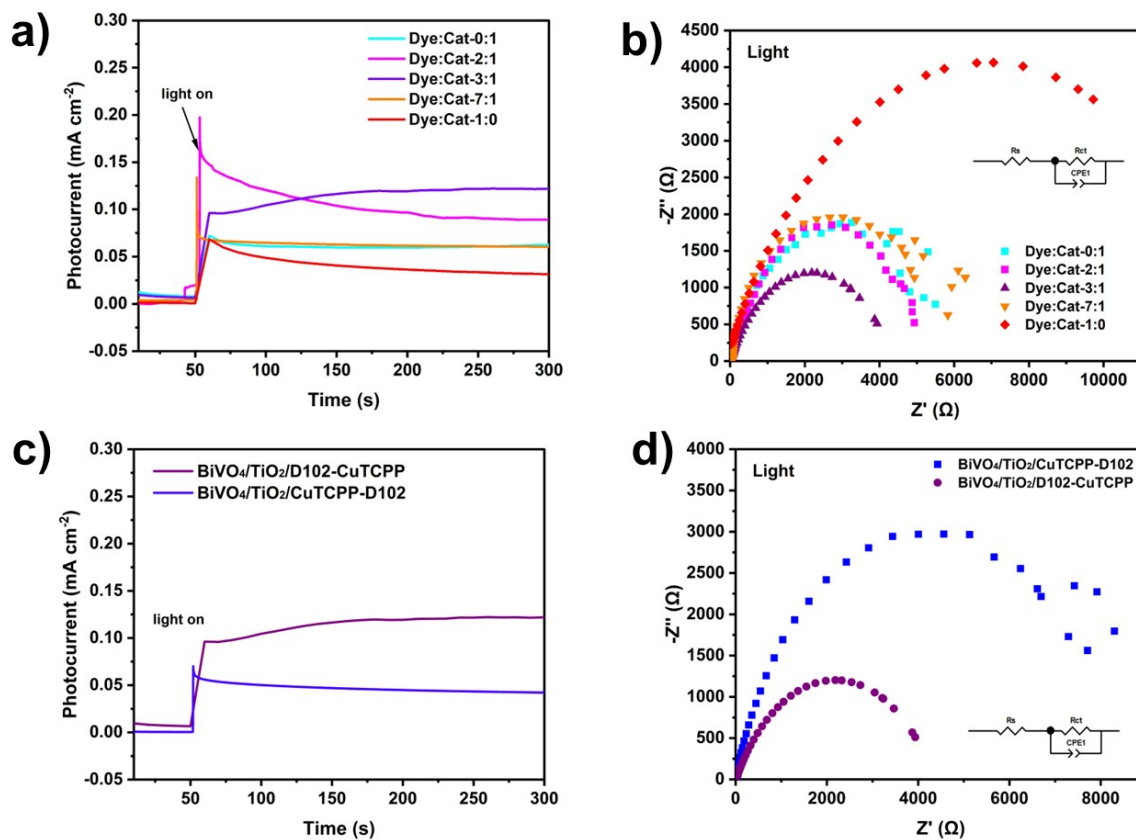 a)
Photocurrent (mA cm⁻²)
0.30
0.25
0.20
0.15
0.10
0.05
0.00
-0.05
light on
Dye:Cat-0:1
Dye:Cat-2:1
Dye:Cat-3:1
Dye:Cat-7:1
Dye:Cat-1:0
50 100 150 200 250 300
Time (s)
b)
-Z'' (Ω)
4500
4000
3500
3000
2500
2000
1500
1000
500
0
Light
Rs Rct
CPE1
Dye:Cat-0:1
Dye:Cat-2:1
Dye:Cat-3:1
Dye:Cat-7:1
Dye:Cat-1:0
0 2000 4000 6000 8000 10000
Z' (Ω)
c)
Photocurrent (mA cm⁻²)
0.30
0.25
0.20
0.15
0.10
0.05
0.00
-0.05
BiVO₄/TiO₂/D102-CuTCPP
BiVO₄/TiO₂/CuTCPP-D102
light on
50 100 150 200 250 300
Time (s)
d)
-Z'' (Ω)
4000
3500
3000
2500
2000
1500
1000
500
0
Light
BiVO₄/TiO₂/CuTCPP-D102
BiVO₄/TiO₂/D102-CuTCPP
Rs Rct
CPE1
0 2000 4000 6000 8000
Z' (Ω)